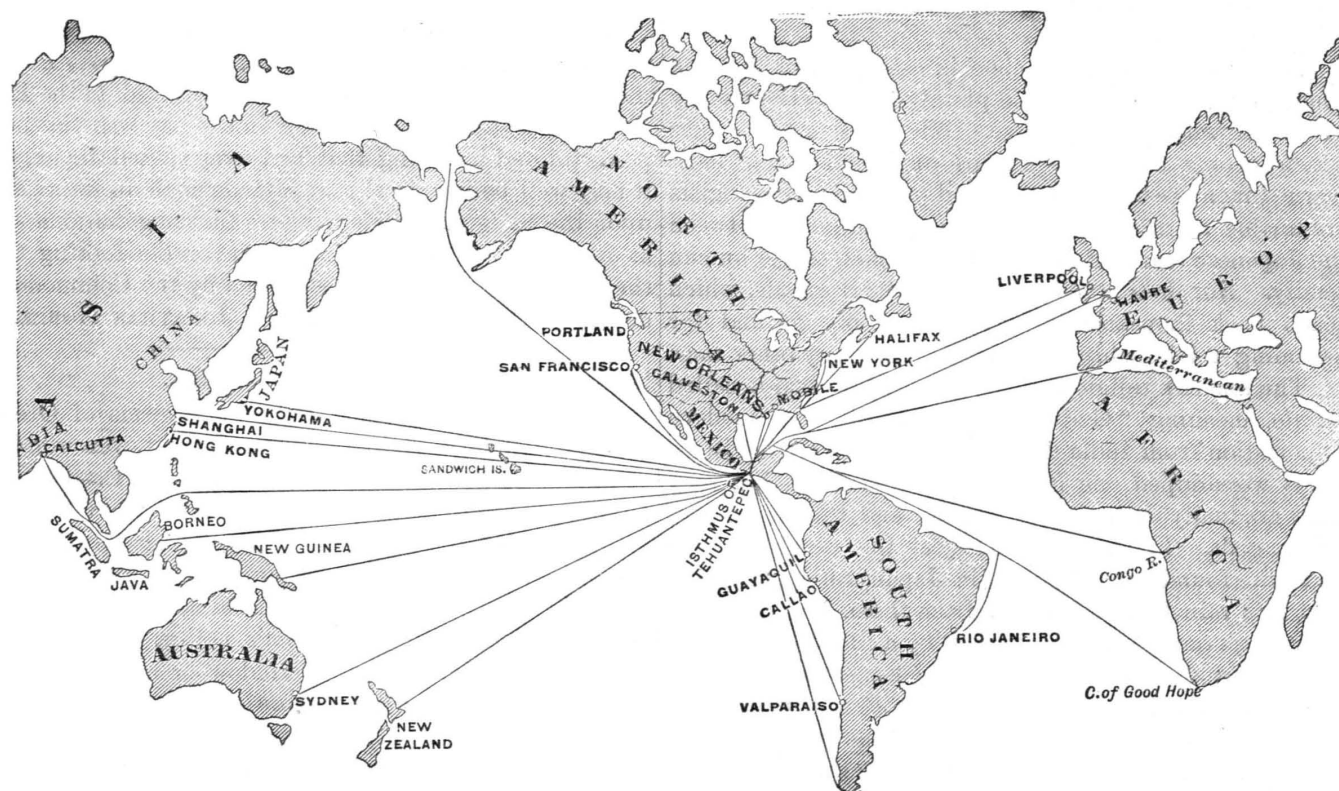 ASIA
CHINA
JAPAN
CALCUTTA
YOKOHAMA
SHANGHAI
HONG KONG
SANDWICH IS.
SUMATRA
BORNEO
JAVA
NEW GUINEA
AUSTRALIA
SYDNEY
NEW
ZEALAND
NORTH
AMERICA
PORTLAND
SAN FRANCISCO
NEW ORLEANS
GALVESTON
MOBILE
MEXICO
HALIFAX
NEW YORK
ISTHMUS OF
TEHUANTEPEC
GUAYAQUIL
CALLAO
VALPARAISO
SOUTH
AMERICA
RIO JANEIRO
LIVERPOOL
HAVRE
EUROP
Mediterranean
AFRICA
Congo R.
C. of Good Hope